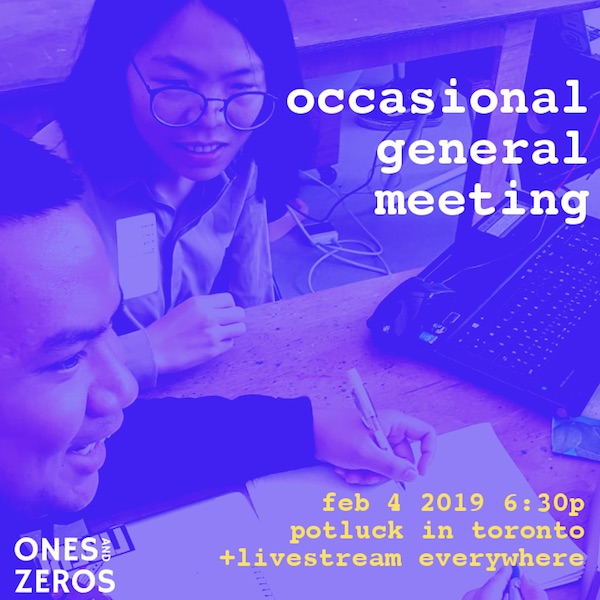 occasional
general
meeting
feb 4 2019 6:30p
potluck in toronto
+livestream everywhere
ONES AND
ZEROS